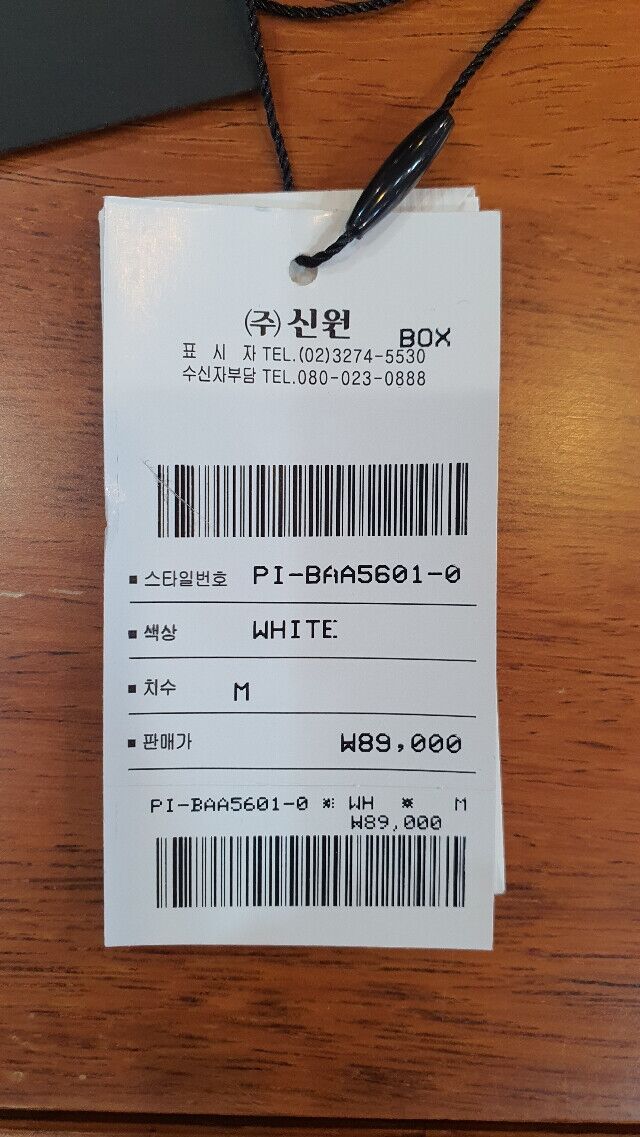 ㈜ 신원
BOX
표 시 자 TEL.(02)3274-5530
수신자부담 TEL.080-023-0888
■ 스타일번호 PI-BAA5601-0
■ 색상 WHITE
■ 치수 M
■ 판매가 ₩89,000
PI-BAA5601-0 ※ WH ※ M
₩89,000